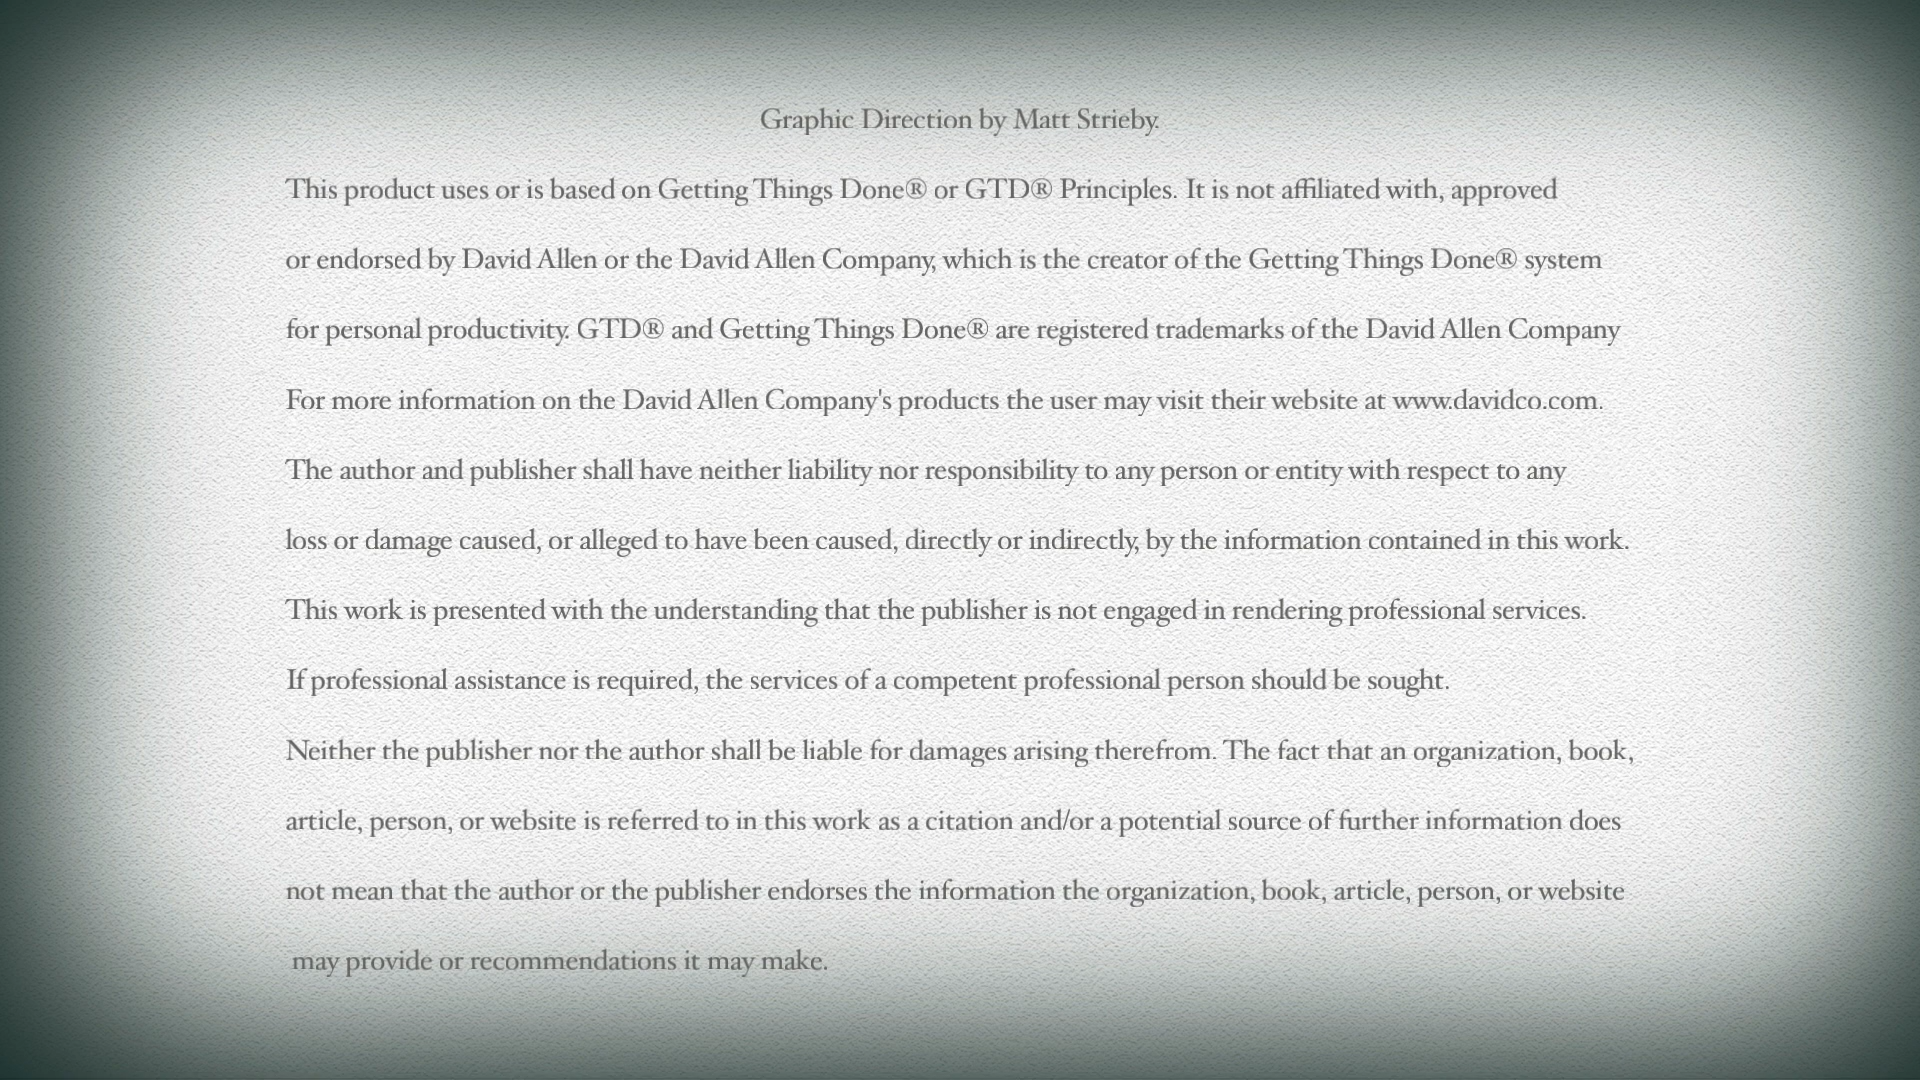 Graphic Direction by Matt Strieby.
This product uses or is based on Getting Things Done® or GTD® Principles. It is not affiliated with, approved
or endorsed by David Allen or the David Allen Company, which is the creator of the Getting Things Done® system
for personal productivity. GTD® and Getting Things Done® are registered trademarks of the David Allen Company
For more information on the David Allen Company's products the user may visit their website at www.davidco.com.
The author and publisher shall have neither liability nor responsibility to any person or entity with respect to any
loss or damage caused, or alleged to have been caused, directly or indirectly, by the information contained in this work.
This work is presented with the understanding that the publisher is not engaged in rendering professional services.
If professional assistance is required, the services of a competent professional person should be sought.
Neither the publisher nor the author shall be liable for damages arising therefrom. The fact that an organization, book,
article, person, or website is referred to in this work as a citation and/or a potential source of further information does
not mean that the author or the publisher endorses the information the organization, book, article, person, or website
may provide or recommendations it may make.